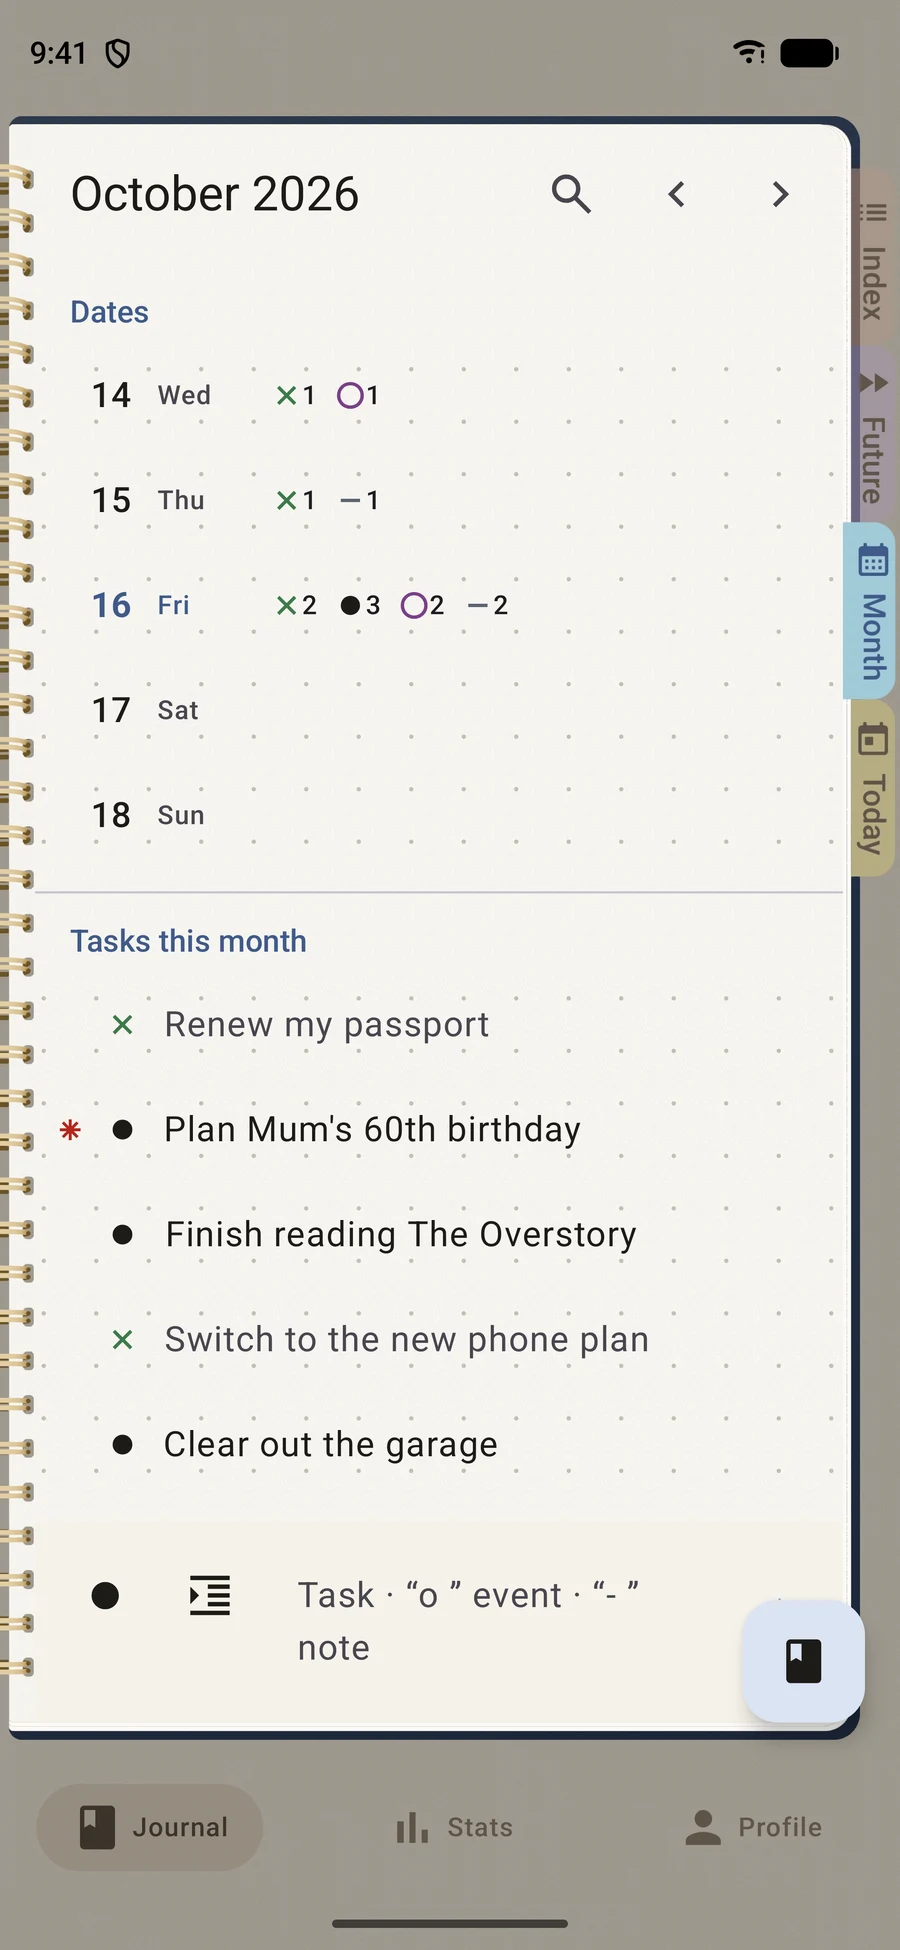 9:41
October 2026
Dates
14 Wed ×1 ○1
15 Thu ×1 –1
16 Fri ×2 ●3 ○2 –2
17 Sat
18 Sun
Tasks this month
× Renew my passport
* ● Plan Mum's 60th birthday
● Finish reading The Overstory
× Switch to the new phone plan
● Clear out the garage
● Task · “o ” event · “- ”
note
Index
Future
Month
Today
Journal
Stats
Profile